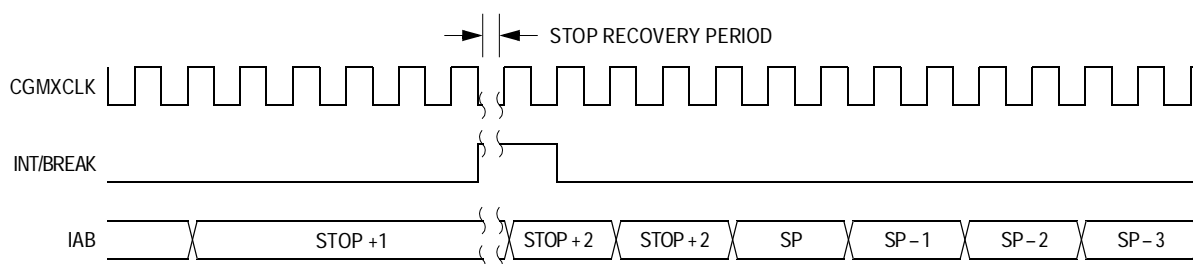 STOP RECOVERY PERIOD
CGMXCLK
INT/BREAK
IAB STOP +1 STOP + 2 STOP + 2 SP SP – 1 SP – 2 SP – 3